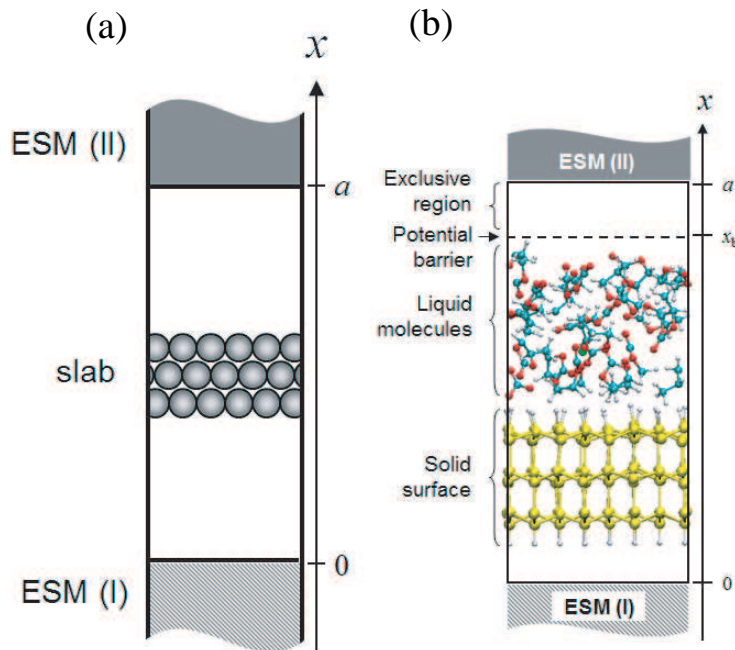 (a)
x
ESM (II)
a
slab
0
ESM (I)
(b)
x
ESM (II)
a
Exclusive
region
Potential
barrier
x
Liquid
molecules
Solid
surface
0
ESM (I)